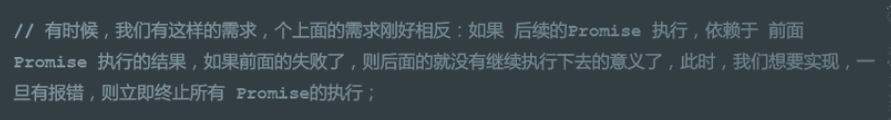 // 有时候，我们有这样的需求，个上面的需求刚好相反：如果 后续的Promise 执行，依赖于 前面
Promise 执行的结果，如果前面的失败了，则后面的就没有继续执行下去的意义了，此时，我们想要实现，一
旦有报错，则立即终止所有 Promise的执行；